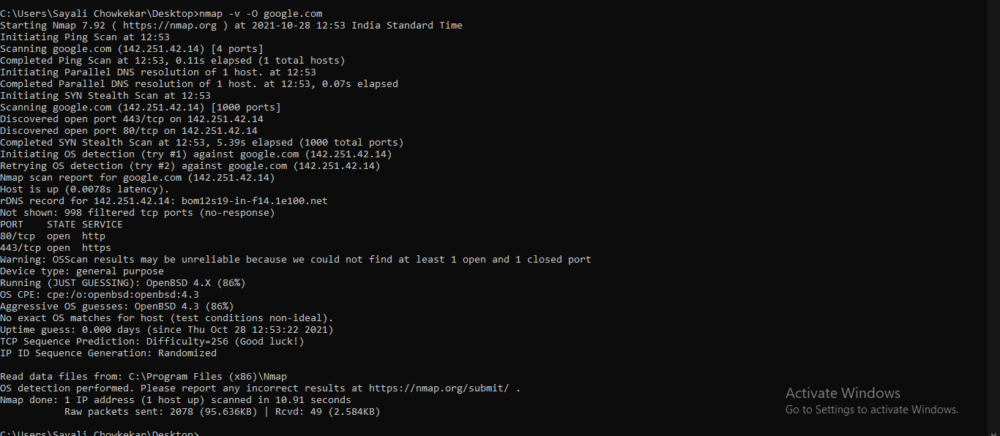 C:\Users\Sayali Chowkekar\Desktop>nmap -v -O google.com
Starting Nmap 7.92 ( https://nmap.org ) at 2021-10-28 12:53 India Standard Time
Initiating Ping Scan at 12:53
Scanning google.com (142.251.42.14) [4 ports]
Completed Ping Scan at 12:53, 0.11s elapsed (1 total hosts)
Initiating Parallel DNS resolution of 1 host. at 12:53
Completed Parallel DNS resolution of 1 host. at 12:53, 0.07s elapsed
Initiating SYN Stealth Scan at 12:53
Scanning google.com (142.251.42.14) [1000 ports]
Discovered open port 443/tcp on 142.251.42.14
Discovered open port 80/tcp on 142.251.42.14
Completed SYN Stealth Scan at 12:53, 5.39s elapsed (1000 total ports)
Initiating OS detection (try #1) against google.com (142.251.42.14)
Retrying OS detection (try #2) against google.com (142.251.42.14)
Nmap scan report for google.com (142.251.42.14)
Host is up (0.0078s latency).
rDNS record for 142.251.42.14: bom12s19-in-f14.1e100.net
Not shown: 998 filtered tcp ports (no-response)
PORT    STATE SERVICE
80/tcp  open  http
443/tcp open  https
Warning: OSScan results may be unreliable because we could not find at least 1 open and 1 closed port
Device type: general purpose
Running (JUST GUESSING): OpenBSD 4.X (86%)
OS CPE: cpe:/o:openbsd:openbsd:4.3
Aggressive OS guesses: OpenBSD 4.3 (86%)
No exact OS matches for host (test conditions non-ideal).
Uptime guess: 0.000 days (since Thu Oct 28 12:53:22 2021)
TCP Sequence Prediction: Difficulty=256 (Good luck!)
IP ID Sequence Generation: Randomized
Read data files from: C:\Program Files (x86)\Nmap
OS detection performed. Please report any incorrect results at https://nmap.org/submit/ .
Nmap done: 1 IP address (1 host up) scanned in 10.91 seconds
           Raw packets sent: 2078 (95.636KB) | Rcvd: 49 (2.584KB)
C:\Users\Sayali Chowkekar\Desktop>
Activate Windows
Go to Settings to activate Windows.